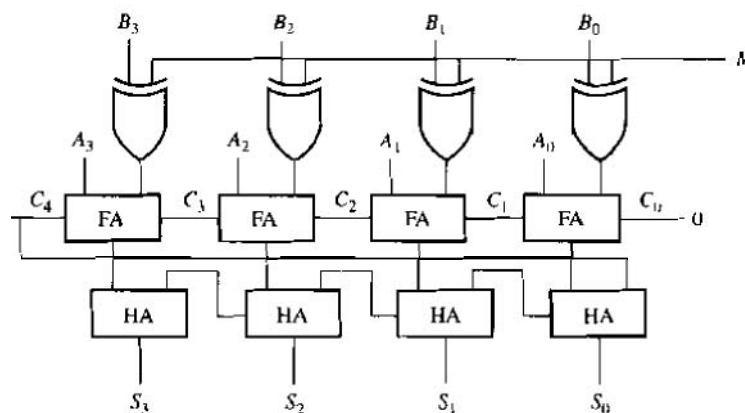 B₃ B₂ B₁ B₀
M
A₃ A₂ A₁ A₀
C₄ FA C₃ FA C₂ FA C₁ FA C₀ 0
HA HA HA HA
S₃ S₂ S₁ S₀